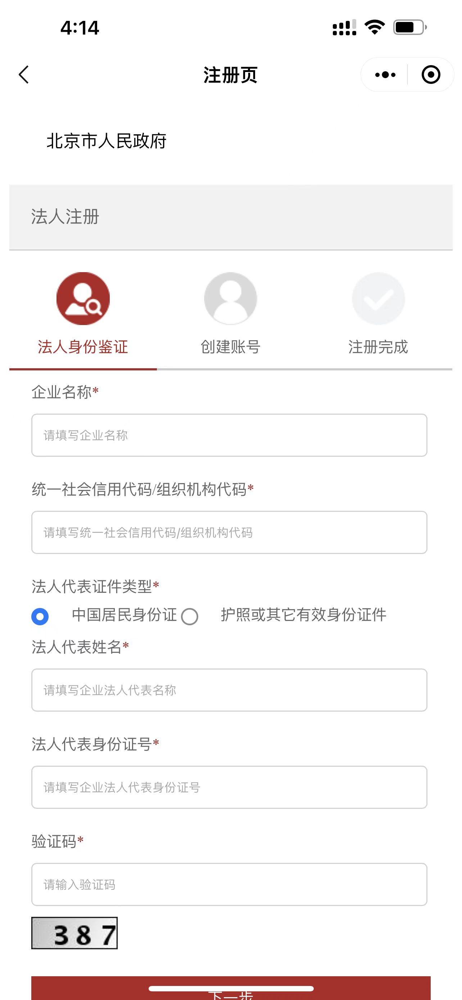 4:14
注册页
北京市人民政府
法人注册
法人身份鉴证 创建账号 注册完成
企业名称*
请填写企业名称
统一社会信用代码/组织机构代码*
请填写统一社会信用代码/组织机构代码
法人代表证件类型*
中国居民身份证 护照或其它有效身份证件
法人代表姓名*
请填写企业法人代表名称
法人代表身份证号*
请填写企业法人代表身份证号
验证码*
请输入验证码
387
下一步